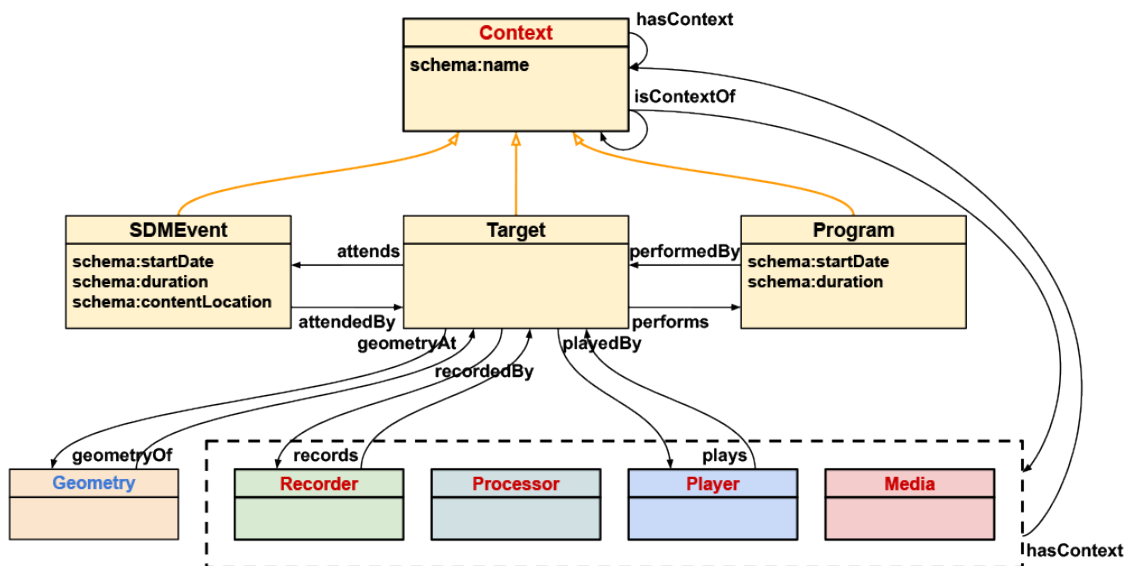 hasContext
Context
schema:name
isContextOf
SDMEvent
Target
Program
schema:startDate
schema:duration
schema:contentLocation
attends
performedBy
schema:startDate
schema:duration
attendedBy
performs
geometryAt
playedBy
recordedBy
geometryOf
records
plays
Geometry
Recorder
Processor
Player
Media
hasContext